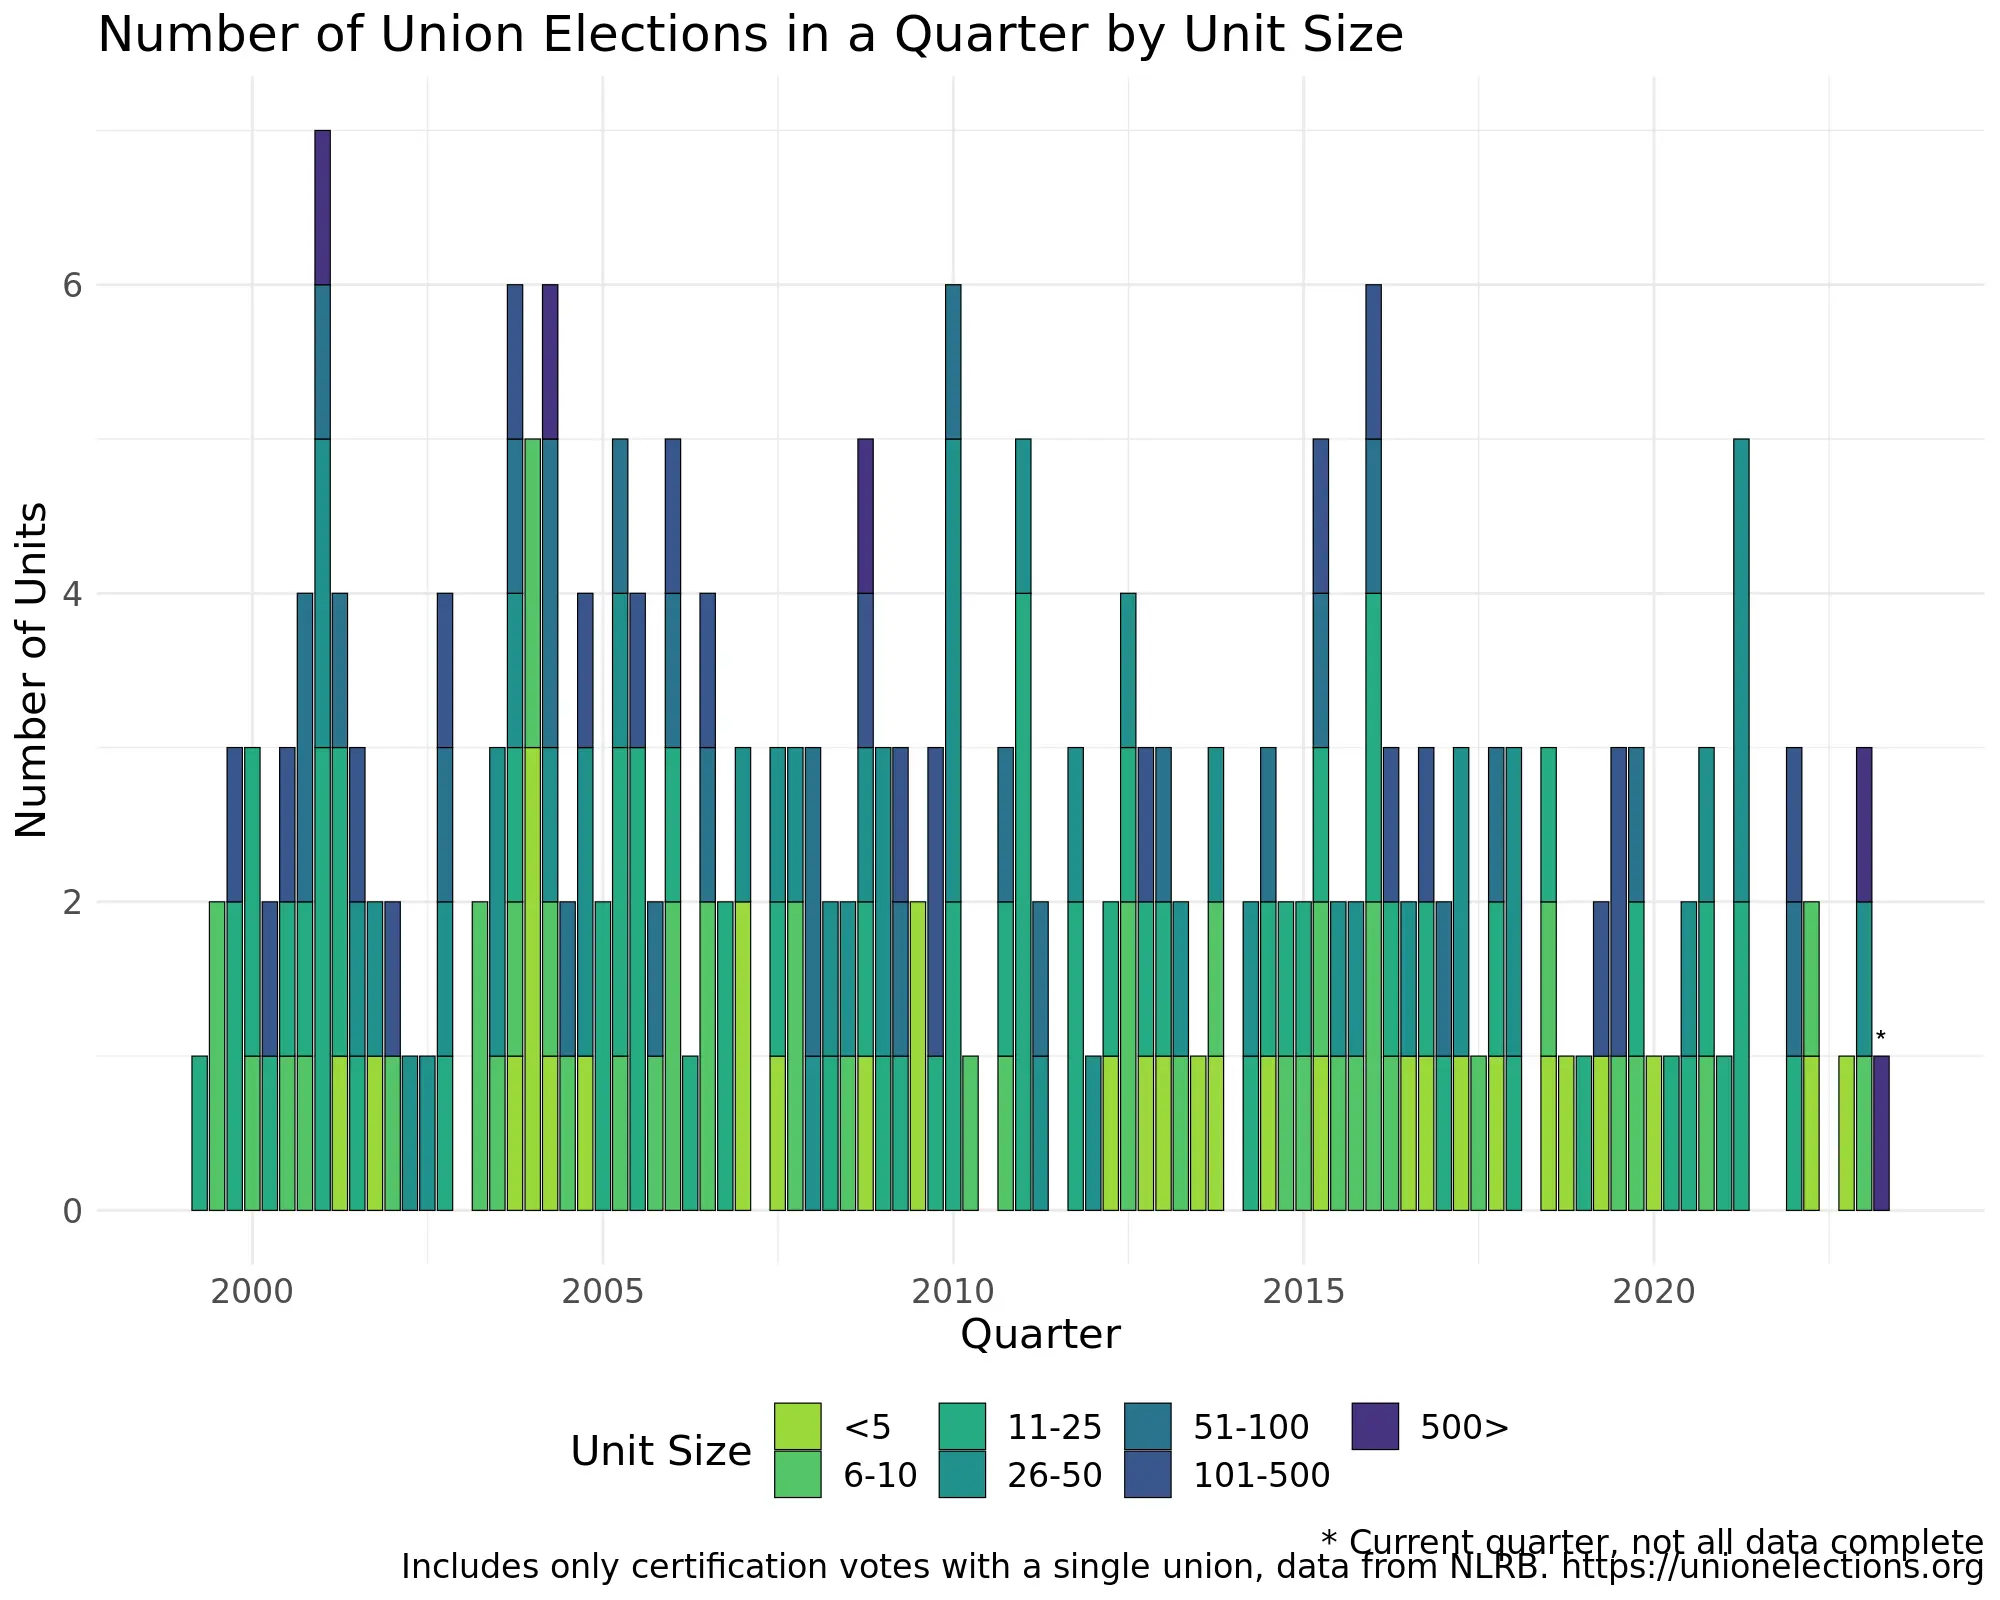 Number of Union Elections in a Quarter by Unit Size
Number of Units
6
4
2
0
*
2000 2005 2010 2015 2020
Quarter
Unit Size
<5 11-25 51-100 500>
6-10 26-50 101-500
* Current quarter, not all data complete
Includes only certification votes with a single union, data from NLRB. https://unionelections.org